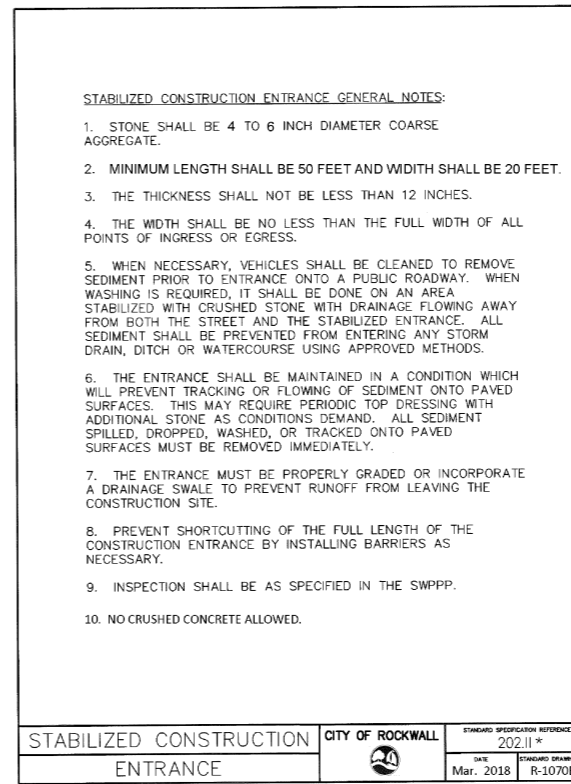 STABILIZED CONSTRUCTION ENTRANCE GENERAL NOTES:
1. STONE SHALL BE 4 TO 6 INCH DIAMETER COARSE
AGGREGATE.
2. MINIMUM LENGTH SHALL BE 50 FEET AND WIDITH SHALL BE 20 FEET.
3. THE THICKNESS SHALL NOT BE LESS THAN 12 INCHES.
4. THE WIDTH SHALL BE NO LESS THAN THE FULL WIDTH OF ALL
POINTS OF INGRESS OR EGRESS.
5. WHEN NECESSARY, VEHICLES SHALL BE CLEANED TO REMOVE
SEDIMENT PRIOR TO ENTRANCE ONTO A PUBLIC ROADWAY. WHEN
WASHING IS REQUIRED, IT SHALL BE DONE ON AN AREA
STABILIZED WITH CRUSHED STONE WITH DRAINAGE FLOWING AWAY
FROM BOTH THE STREET AND THE STABILIZED ENTRANCE. ALL
SEDIMENT SHALL BE PREVENTED FROM ENTERING ANY STORM
DRAIN, DITCH OR WATERCOURSE USING APPROVED METHODS.
6. THE ENTRANCE SHALL BE MAINTAINED IN A CONDITION WHICH
WILL PREVENT TRACKING OR FLOWING OF SEDIMENT ONTO PAVED
SURFACES. THIS MAY REQUIRE PERIODIC TOP DRESSING WITH
ADDITIONAL STONE AS CONDITIONS DEMAND. ALL SEDIMENT
SPILLED, DROPPED, WASHED, OR TRACKED ONTO PAVED
SURFACES MUST BE REMOVED IMMEDIATELY.
7. THE ENTRANCE MUST BE PROPERLY GRADED OR INCORPORATE
A DRAINAGE SWALE TO PREVENT RUNOFF FROM LEAVING THE
CONSTRUCTION SITE.
8. PREVENT SHORTCUTTING OF THE FULL LENGTH OF THE
CONSTRUCTION ENTRANCE BY INSTALLING BARRIERS AS
NECESSARY.
9. INSPECTION SHALL BE AS SPECIFIED IN THE SWPPP.
10. NO CRUSHED CONCRETE ALLOWED.
STABILIZED CONSTRUCTION
ENTRANCE
CITY OF ROCKWALL
STANDARD SPECIFICATION REFERENCE
202.11 *
DATE
Mar. 2018
STANDARD
R-1070